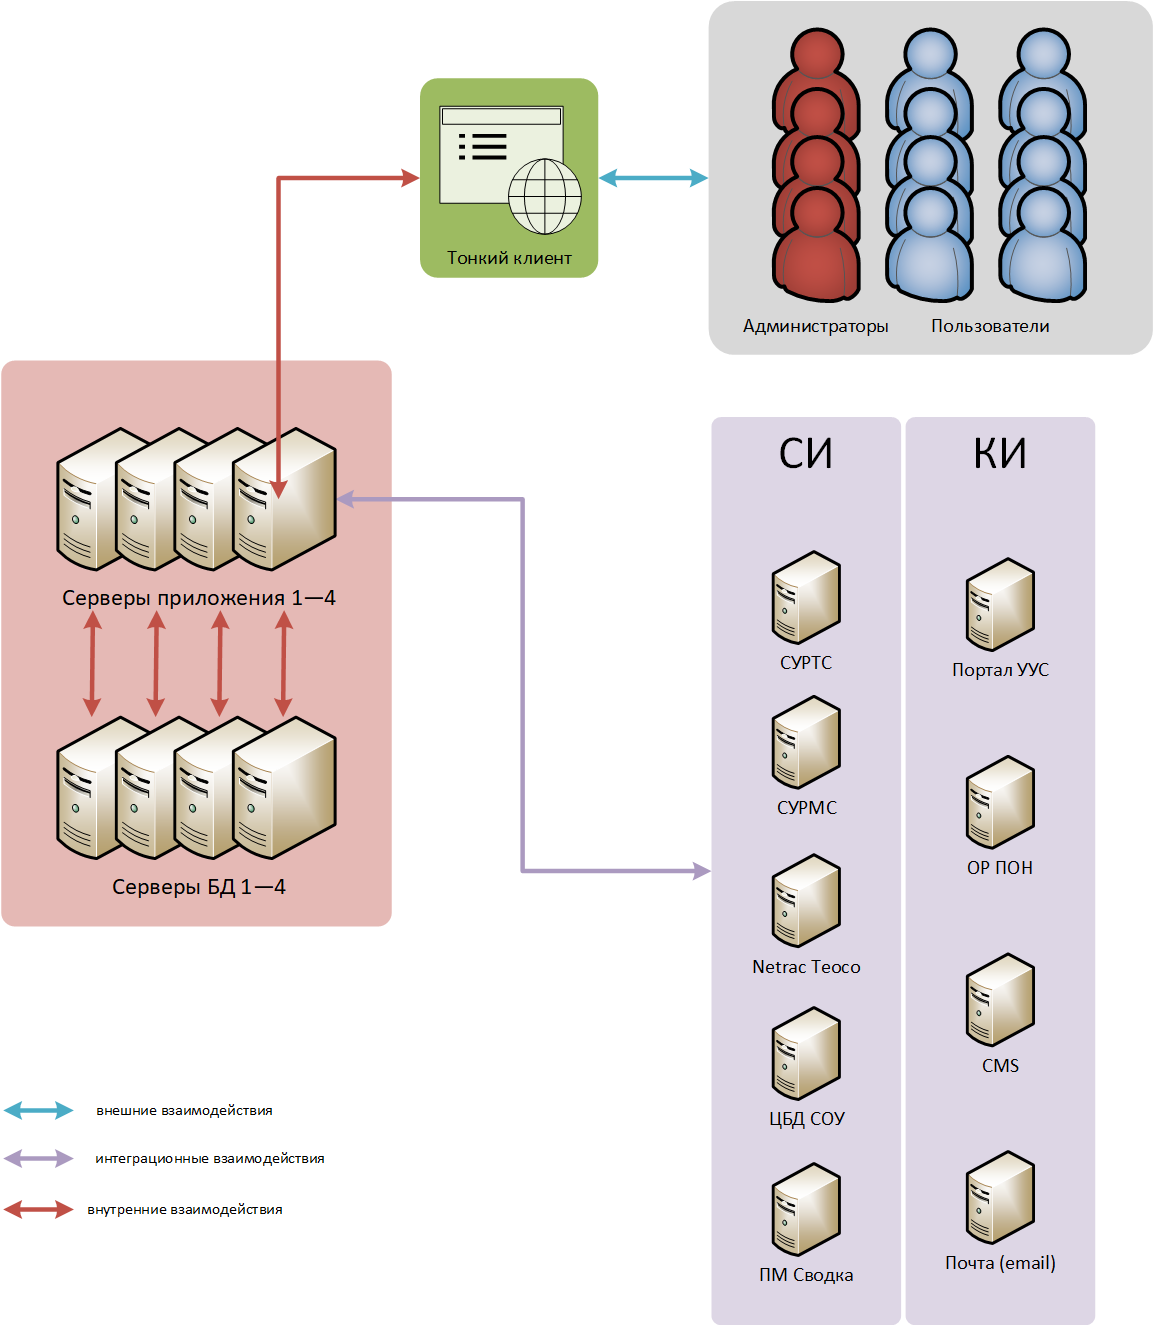 Тонкий клиент
Администраторы
Пользователи
Серверы приложения 1—4
Серверы БД 1—4
СИ
СУРТС
СУРМС
Netrac Teoco
ЦБД СОУ
ПМ Сводка
КИ
Портал УУС
ОР ПОН
CMS
Почта (email)
внешние взаимодействия
интеграционные взаимодействия
внутренние взаимодействия